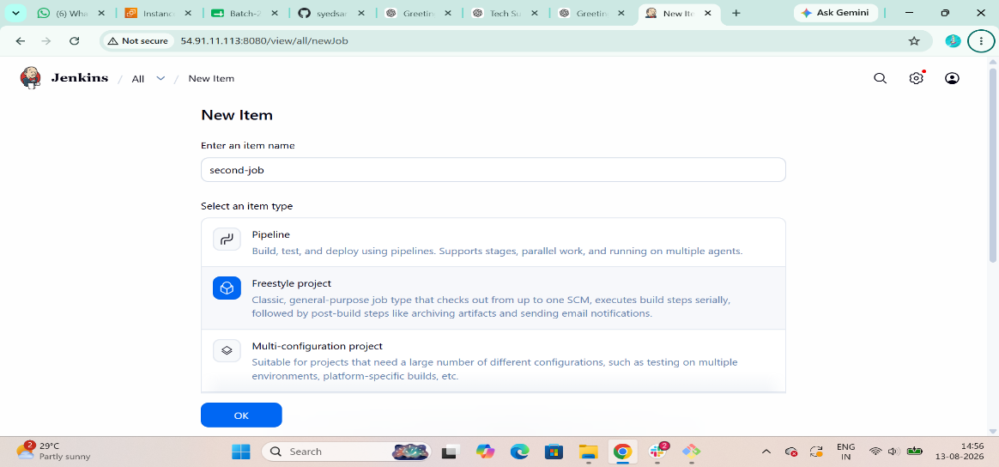 (6) Wha
Instanc
Batch-2
syedsar
Greetin
Tech Su
Greetin
New Ite
Ask Gemini
Not secure
54.91.11.113:8080/view/all/newJob
Jenkins / All / New Item
New Item
Enter an item name
second-job
Select an item type
Pipeline
Build, test, and deploy using pipelines. Supports stages, parallel work, and running on multiple agents.
Freestyle project
Classic, general-purpose job type that checks out from up to one SCM, executes build steps serially,
followed by post-build steps like archiving artifacts and sending email notifications.
Multi-configuration project
Suitable for projects that need a large number of different configurations, such as testing on multiple
environments, platform-specific builds, etc.
OK
2
29°C
Partly sunny
Search
2
ENG
IN
14:56
13-08-2026